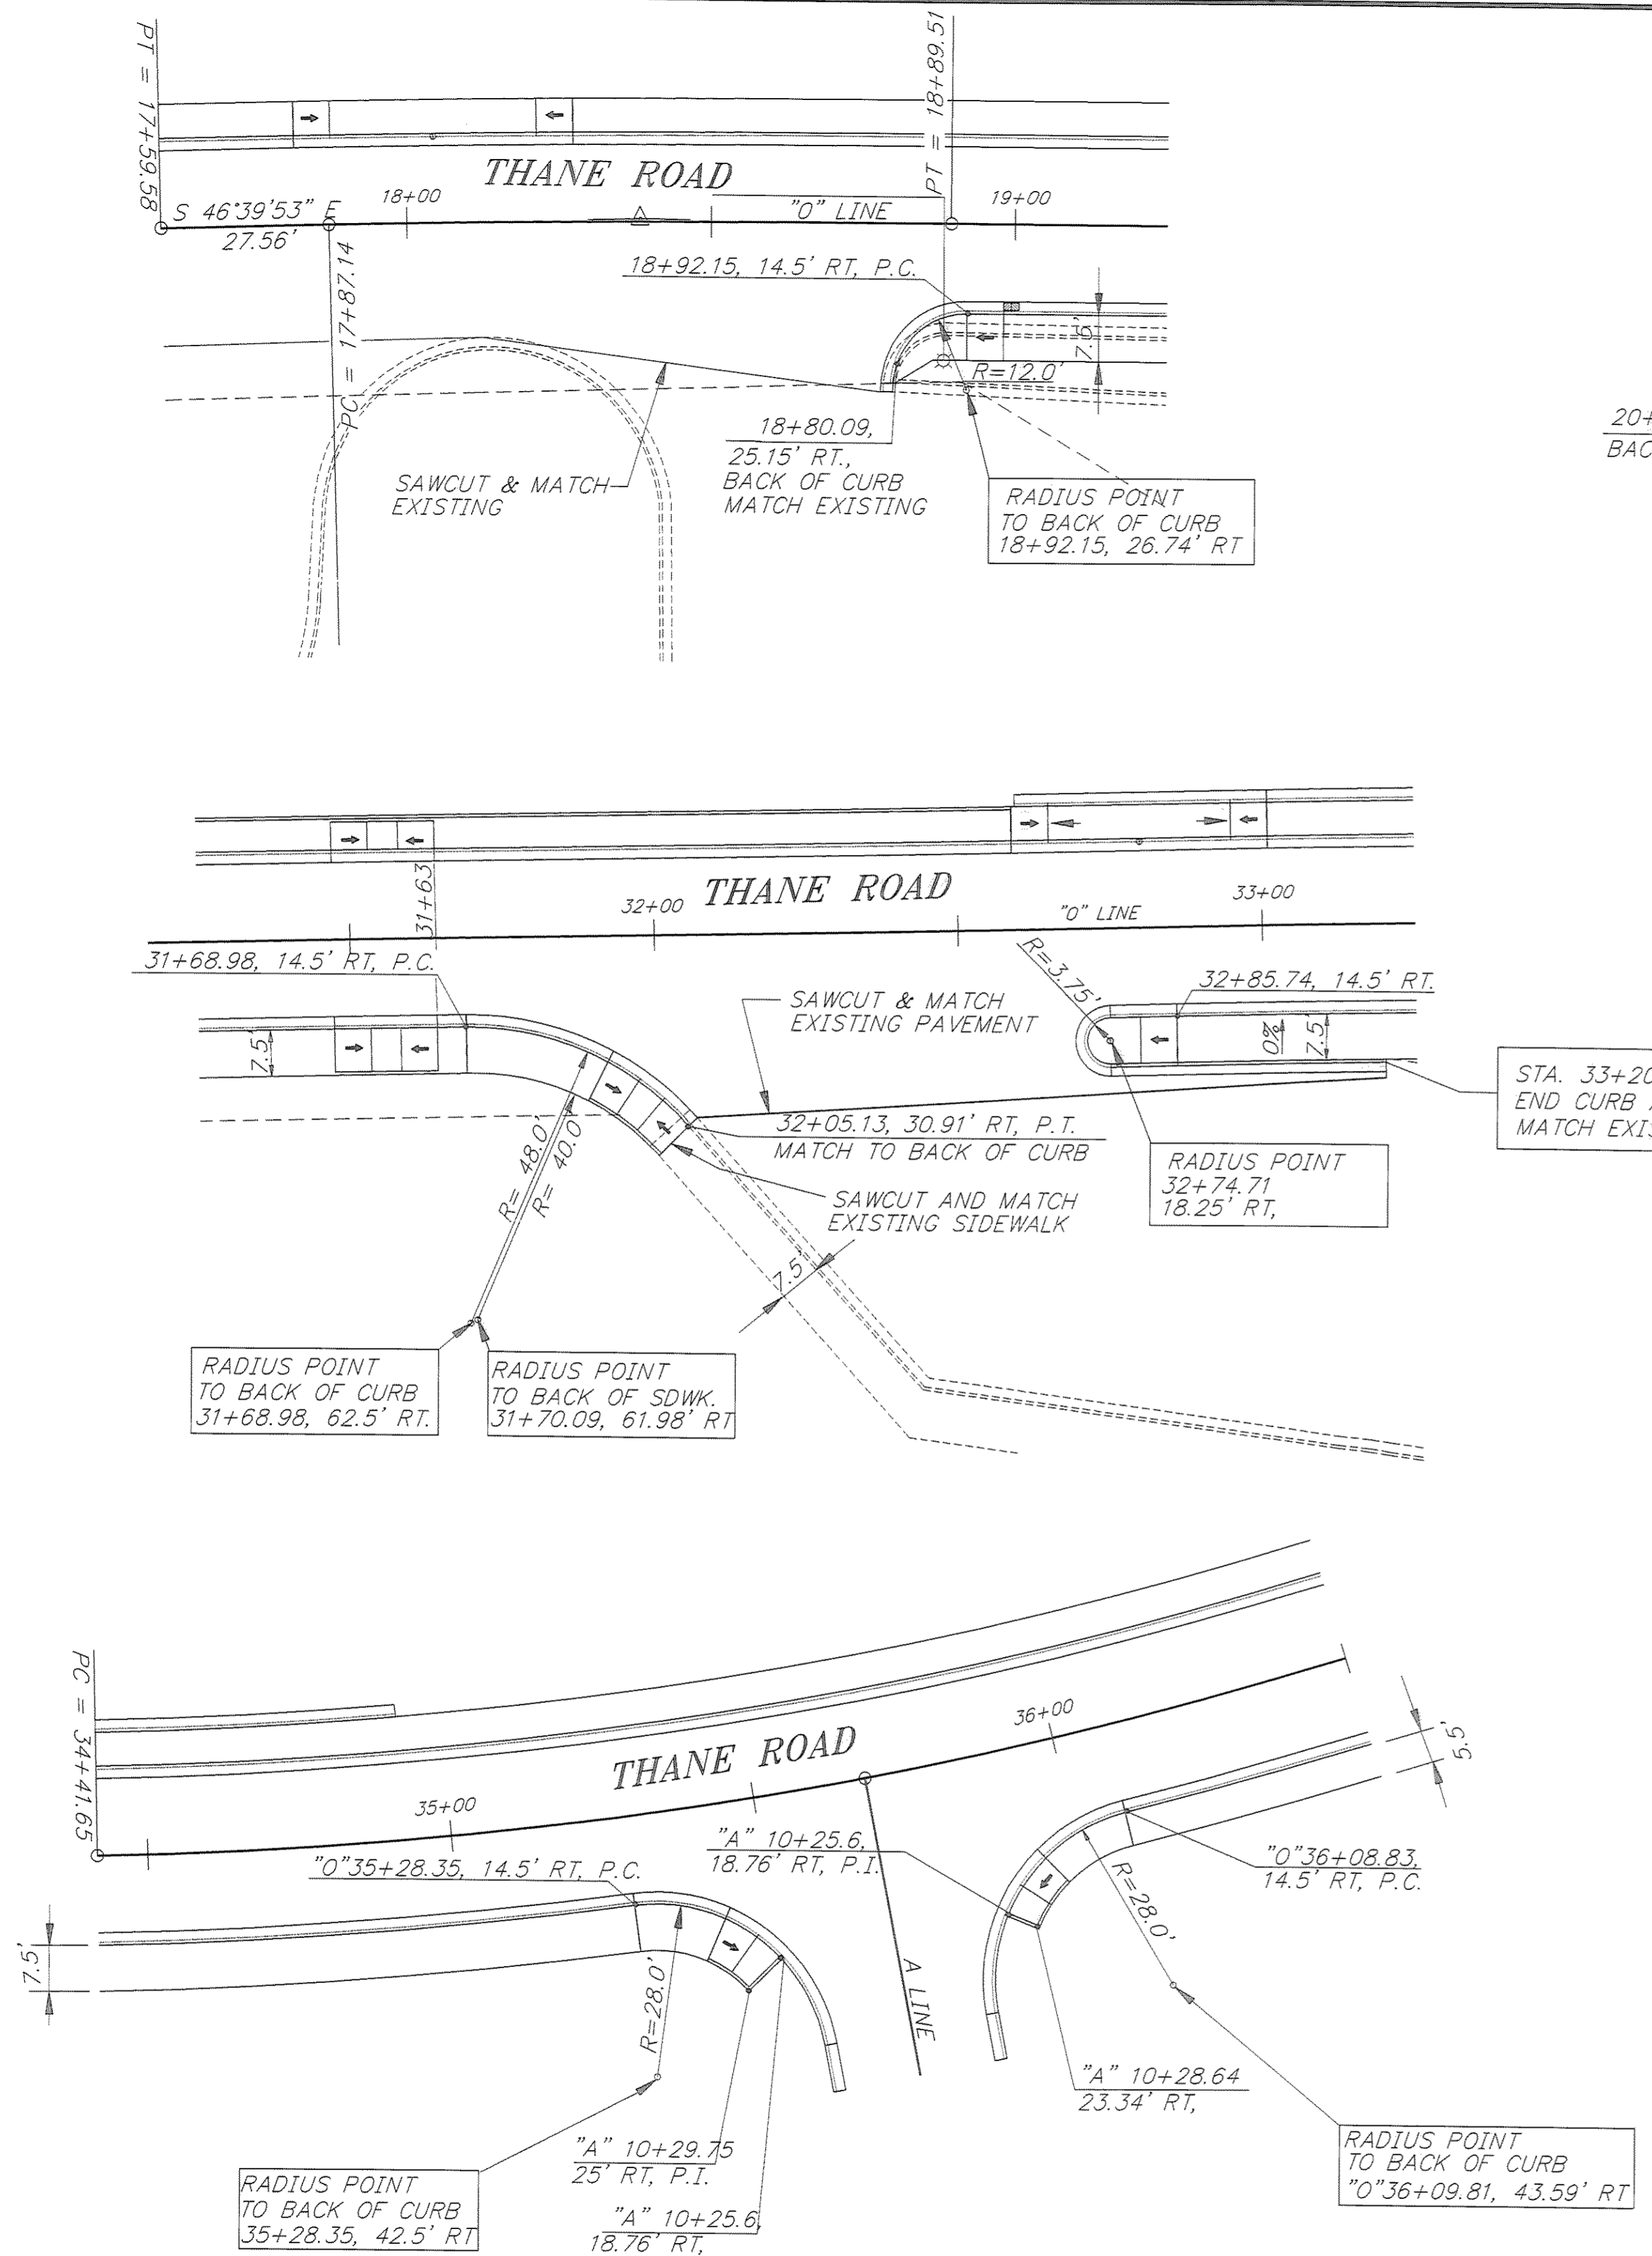 PT = 17+59.58
PT = 18+89.51
THANE ROAD
S 46°39'53" E
27.56'
18+00
"O" LINE
19+00
PC = 17+87.14
18+92.15, 14.5' RT, P.C.
7.5'
R=12.0'
18+80.09,
25.15' RT.,
BACK OF CURB
MATCH EXISTING
SAWCUT & MATCH
EXISTING
RADIUS POINT
TO BACK OF CURB
18+92.15, 26.74' RT
20+
BAC
31+63
32+00
THANE ROAD
"O" LINE
33+00
31+68.98, 14.5' RT, P.C.
R=3.75'
32+85.74, 14.5' RT.
SAWCUT & MATCH
EXISTING PAVEMENT
7.5'
0%
7.5'
STA. 33+20
END CURB
MATCH EXIS
32+05.13, 30.91' RT, P.T.
MATCH TO BACK OF CURB
R= 48.0'
R= 40.0'
RADIUS POINT
32+74.71
18.25' RT,
SAWCUT AND MATCH
EXISTING SIDEWALK
7.5'
RADIUS POINT
TO BACK OF CURB
31+68.98, 62.5' RT.
RADIUS POINT
TO BACK OF SDWK.
31+70.09, 61.98' RT
PC = 34+41.65
THANE ROAD
36+00
5.5'
35+00
"O"35+28.35, 14.5' RT, P.C.
"A" 10+25.6,
18.76' RT, P.I.
"O"36+08.83,
14.5' RT, P.C.
R=28.0'
7.5'
R=28.0'
A LINE
"A" 10+28.64
23.34' RT,
"A" 10+29.75
25' RT, P.I.
RADIUS POINT
TO BACK OF CURB
"O"36+09.81, 43.59' RT
RADIUS POINT
TO BACK OF CURB
35+28.35, 42.5' RT
"A" 10+25.6,
18.76' RT,